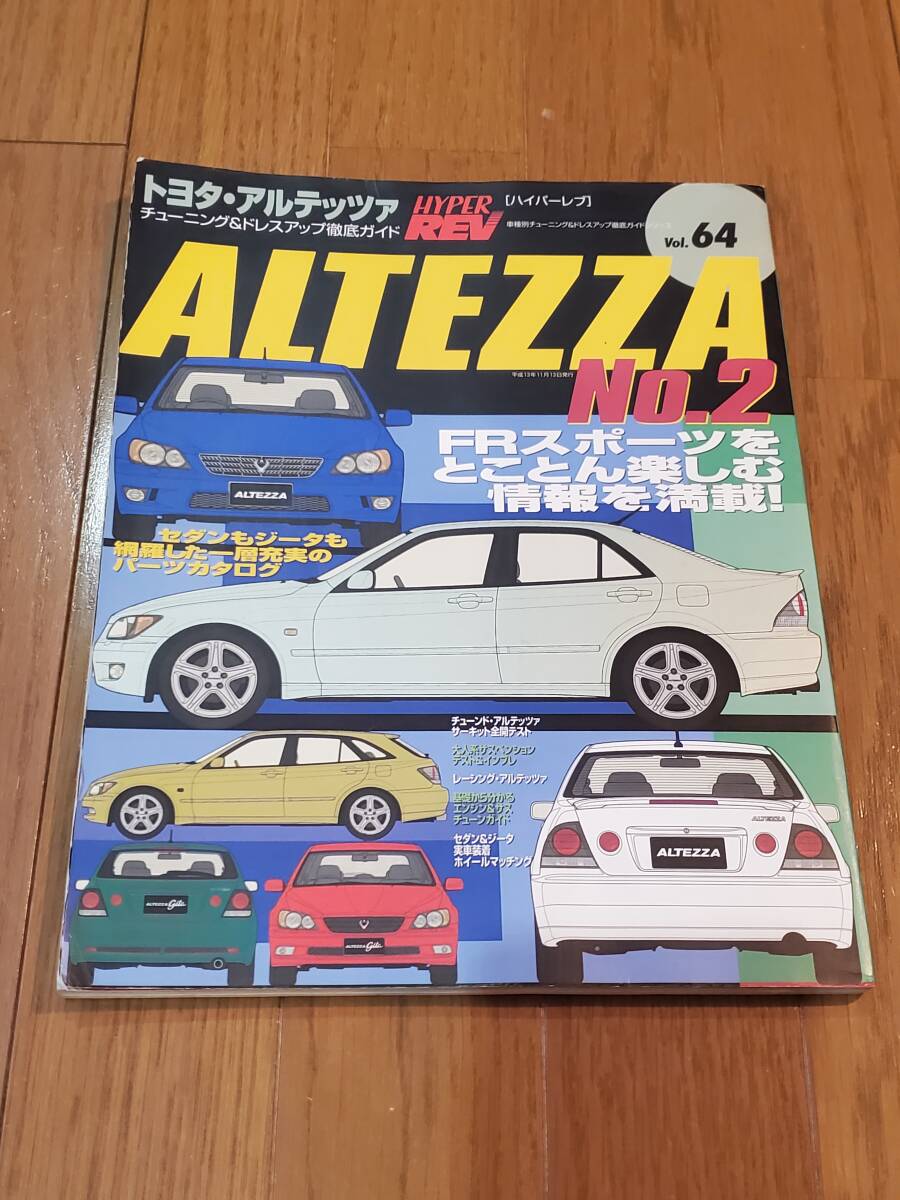 トヨタ・アルテッツァ
チューニング&ドレスアップ徹底ガイド
HYPER
REV
[ハイパーレブ]
車種別チューニング&ドレスアップ徹底ガイドシリーズ
Vol. 64
ALTEZZA
平成13年11月13日発行
No.2
FRスポーツを
とことん楽しむ
情報を満載!
ALTEZZA
セダンもジータも
網羅した一層充実の
パーツカタログ
チューンド・アルテッツァ
サーキット全開テスト
大人系サスペンション
テスト&インプレ
レーシング・アルテッツァ
基礎から分かる
エンジン&サス
チューンガイド
セダン&ジータ
実車装着
ホイールマッチング
ALTEZZA
ALTEZZA
ALTEZZA Gita
ALTEZZA Gita